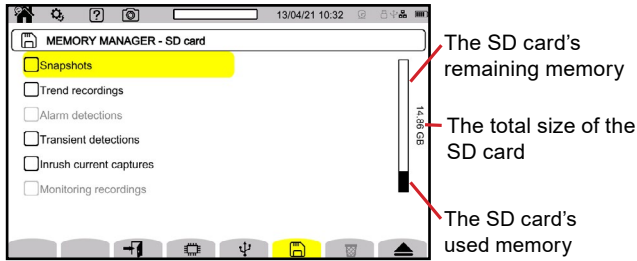 ?
13/04/21 10:32
MEMORY MANAGER - SD card
Snapshots
Trend recordings
Alarm detections
Transient detections
Inrush current captures
Monitoring recordings
14.86 GB
The SD card’s
remaining memory
The total size of the
SD card
The SD card’s
used memory